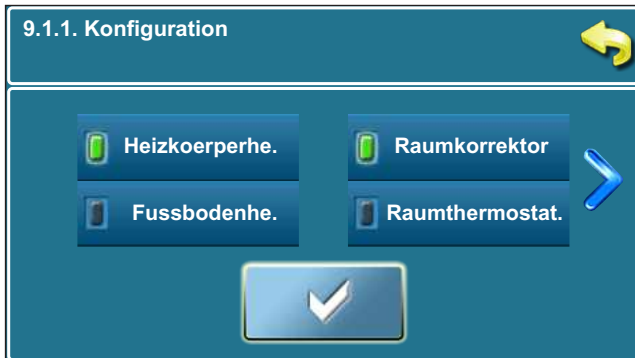 9.1.1. Konfiguration
Heizkoerperhe.
Raumkorrektor
Fussbodenhe.
Raumthermostat.